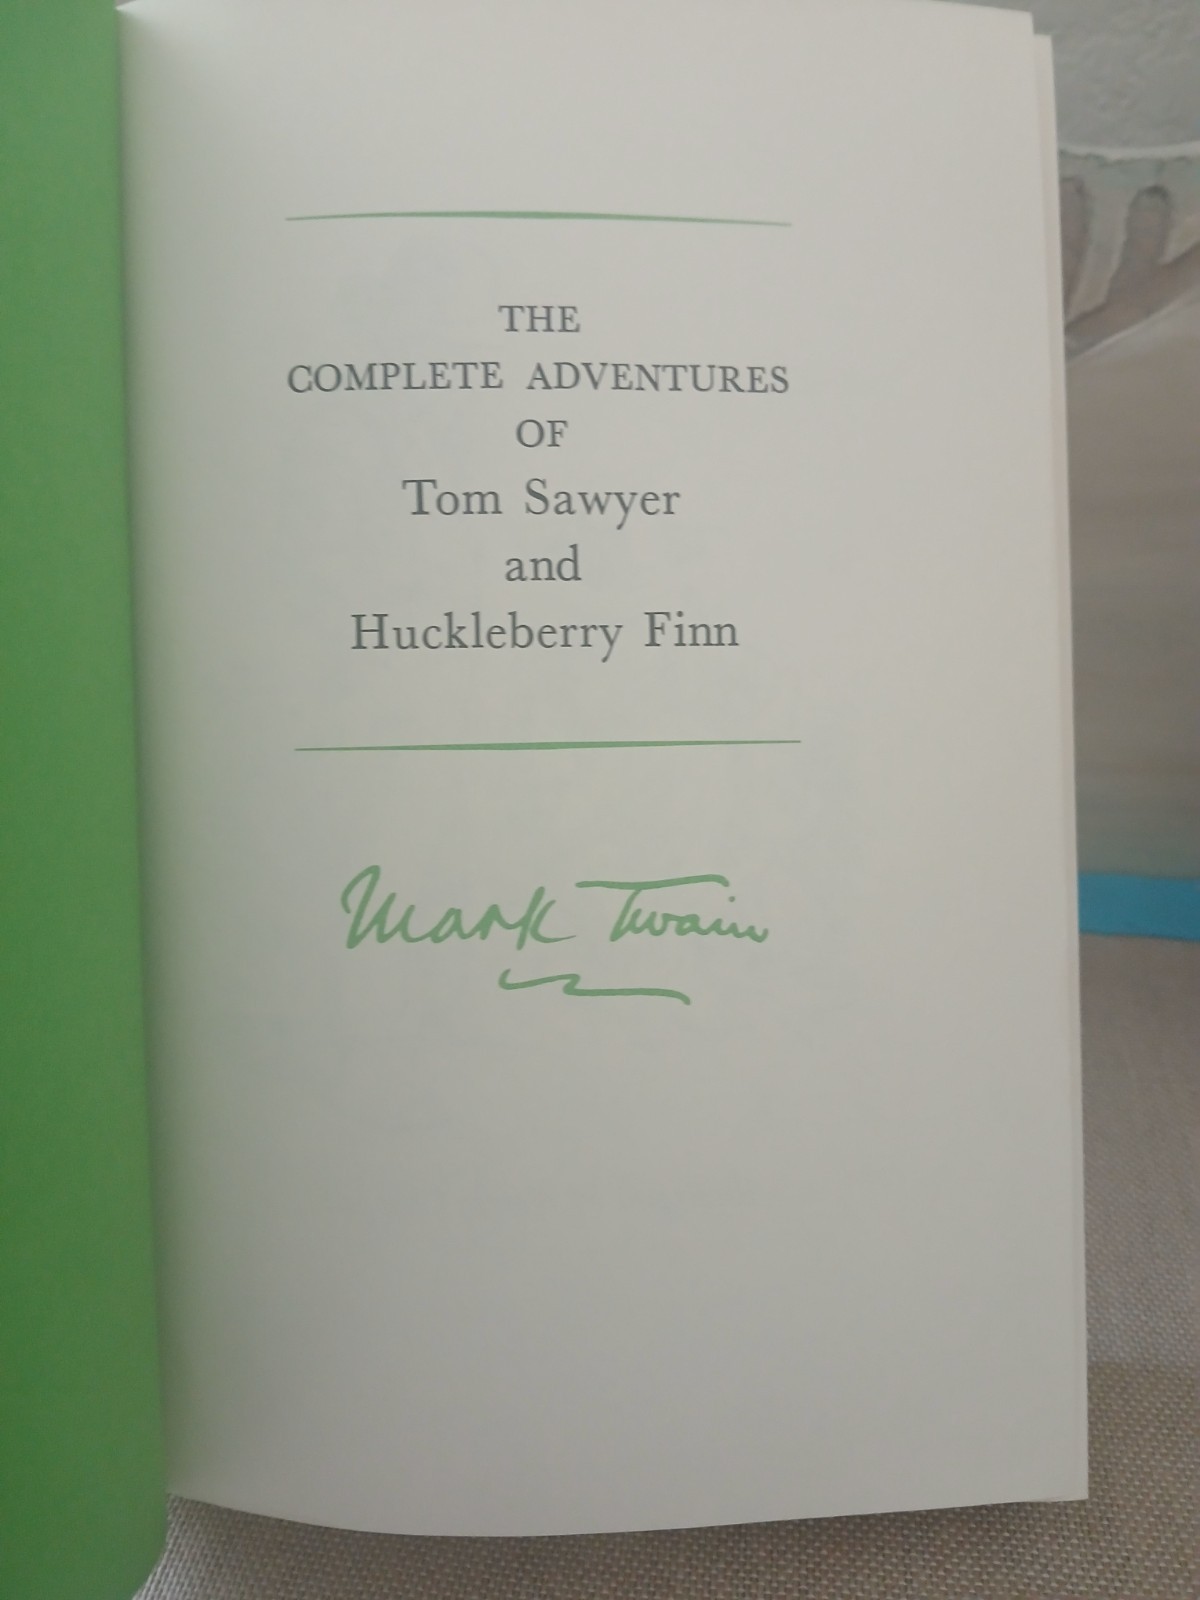 THE
COMPLETE ADVENTURES
OF
Tom Sawyer
and
Huckleberry Finn
Mark Twain